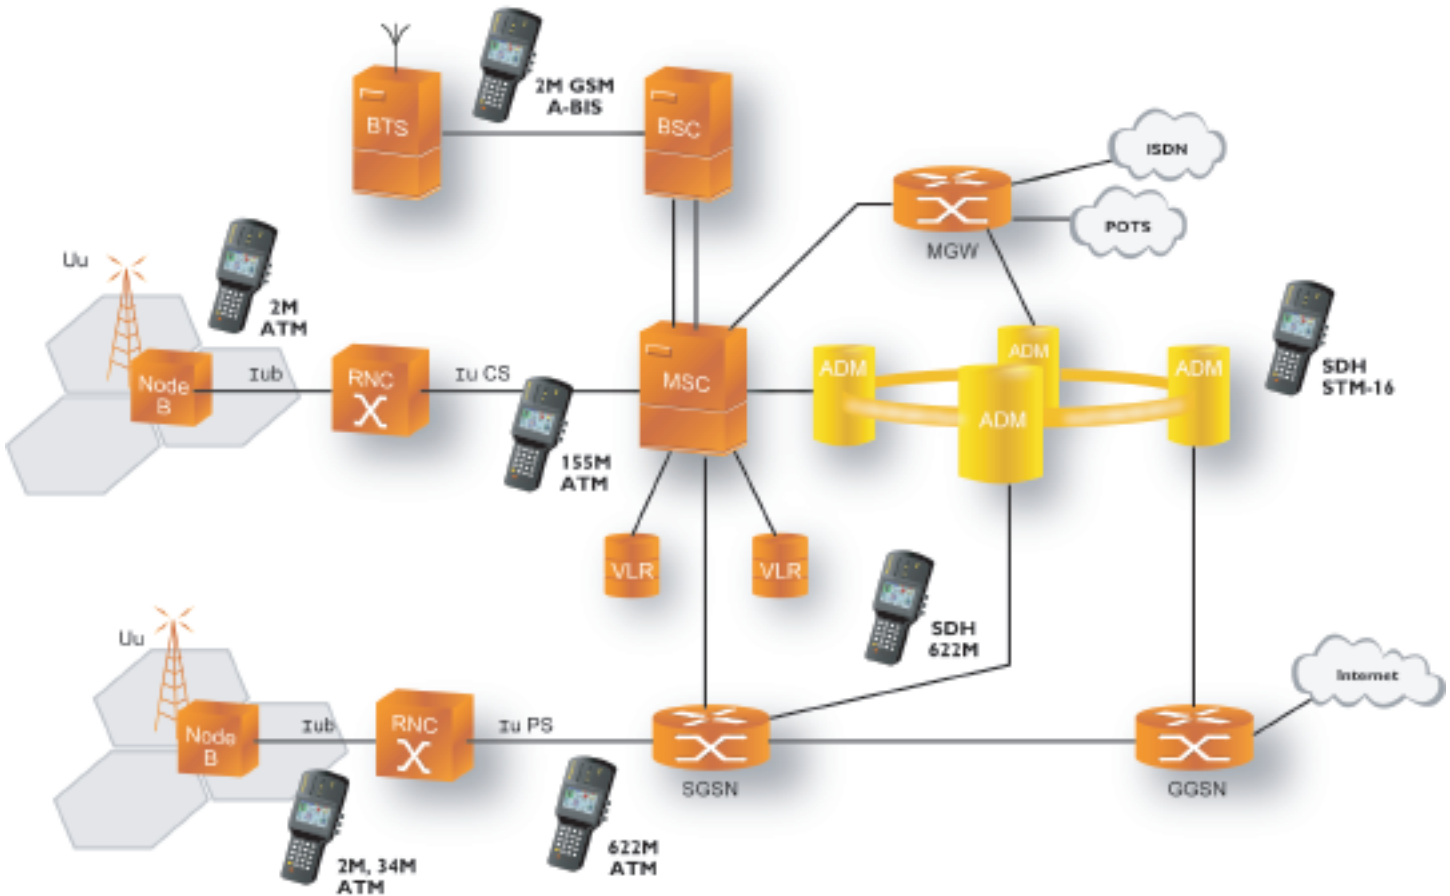 2M GSM
A-BIS
BTS
BSC
ISDN
POTS
MGW
Uu
2M
ATM
Node
B
Iub
RNC
Iu CS
MSC
155M
ATM
ADM
ADM
ADM
ADM
SDH
STM-16
VLR
VLR
SDH
622M
Uu
Node
B
Iub
RNC
Iu PS
SGSN
GGSN
Internet
2M, 34M
ATM
622M
ATM